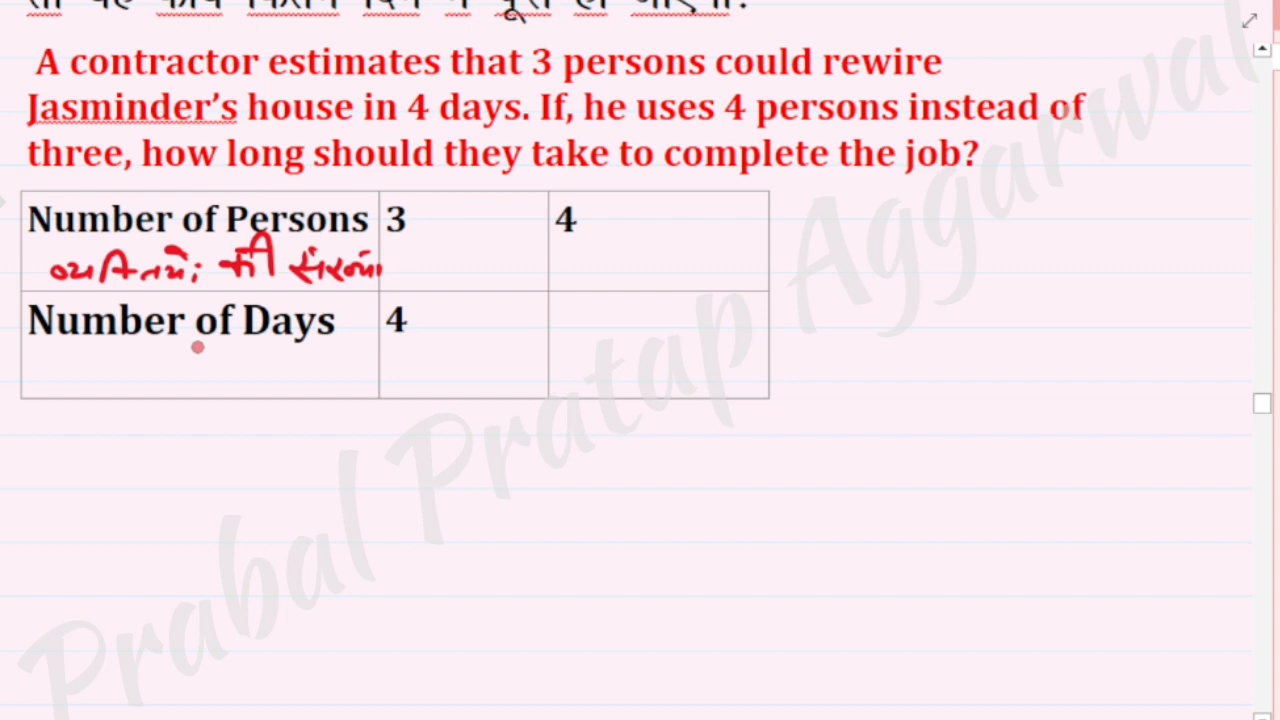 A contractor estimates that 3 persons could rewire
Jasminder’s house in 4 days. If, he uses 4 persons instead of
three, how long should they take to complete the job?
Number of Persons 3 4
की संख्या
Number of Days 4
Prabal Pratap Aggarwal